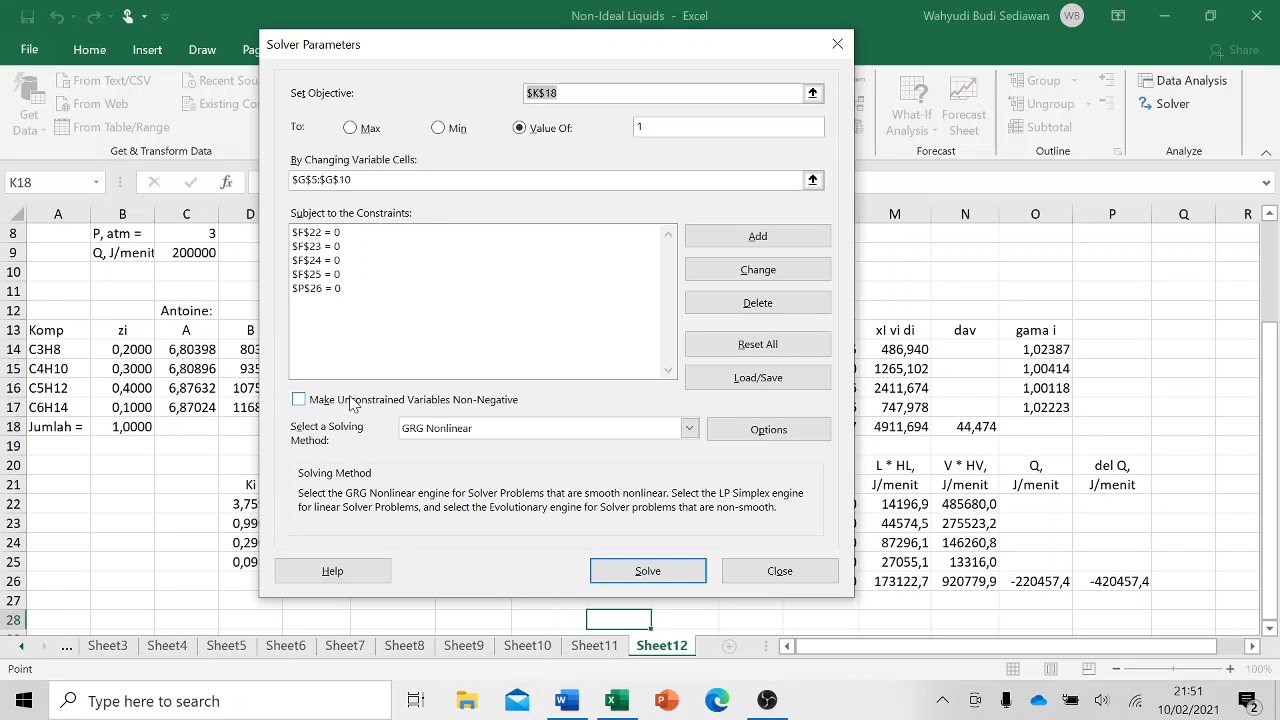 Non-Ideal Liquids - Excel
Wahyudi Budi Sediawan WB
File Home Insert Draw Pag
Share
Get Data
From Text/CSV
From Web
From Table/Range
Recent Sou
Existing Co
Get & Transform Data
What-If Analysis
Forecast Sheet
Forecast
Group
Ungroup
Subtotal
Outline
Data Analysis
Solver
Analyze
K18 fx
A B C D M N O P Q R
8 P, atm = 3
9 Q, J/menit 200000
10
11
12 Antoine:
13 Komp zi A B xl vi di dav gama i
14 C3H8 0,2000 6,80398 803 486,940 1,02387
15 C4H10 0,3000 6,80896 935 1265,102 1,00414
16 C5H12 0,4000 6,87632 1075 2411,674 1,00118
17 C6H14 0,1000 6,87024 1168 747,978 1,02223
18 Jumlah = 1,0000 4911,694 44,474
19
20 L * HL, V * HV, Q, del Q,
21 Ki J/menit J/menit J/menit J/menit
22 3,75 14196,9 485680,0
23 0,990 44574,5 275523,2
24 0,290 87296,1 146260,8
25 0,09 27055,1 13316,0
26 173122,7 920779,9 -220457,4 -420457,4
27
28
Solver Parameters
Set Objective: $K$18
To: Max Min Value Of: 1
By Changing Variable Cells:
$G$5:$G$10
Subject to the Constraints:
$F$22 = 0
$F$23 = 0
$F$24 = 0
$F$25 = 0
$P$26 = 0
Add
Change
Delete
Reset All
Load/Save
Make Unconstrained Variables Non-Negative
Select a Solving Method: GRG Nonlinear Options
Solving Method
Select the GRG Nonlinear engine for Solver Problems that are smooth nonlinear. Select the LP Simplex engine
for linear Solver Problems, and select the Evolutionary engine for Solver problems that are non-smooth.
Help Solve Close
... Sheet3 Sheet4 Sheet5 Sheet6 Sheet7 Sheet8 Sheet9 Sheet10 Sheet11 Sheet12
Point 100%
Type here to search
21:51
10/02/2021
2